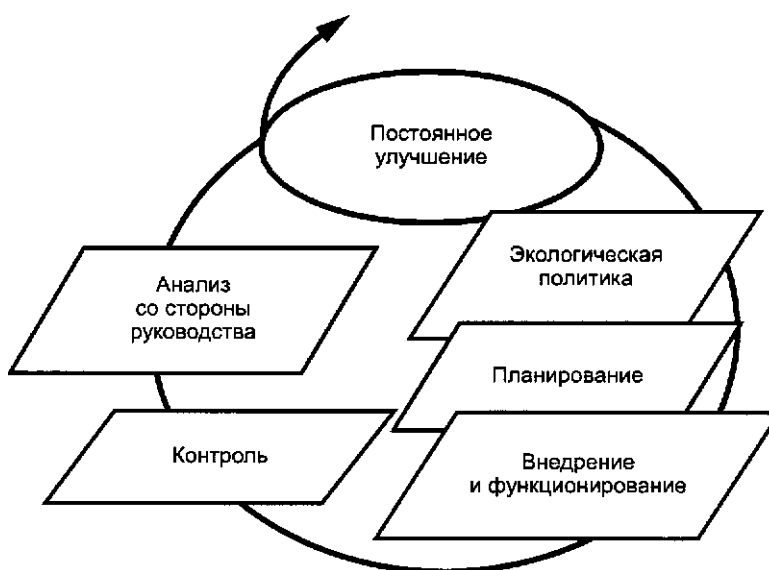 Постоянное
улучшение
Экологическая
политика
Планирование
Внедрение
и функционирование
Контроль
Анализ
со стороны
руководства